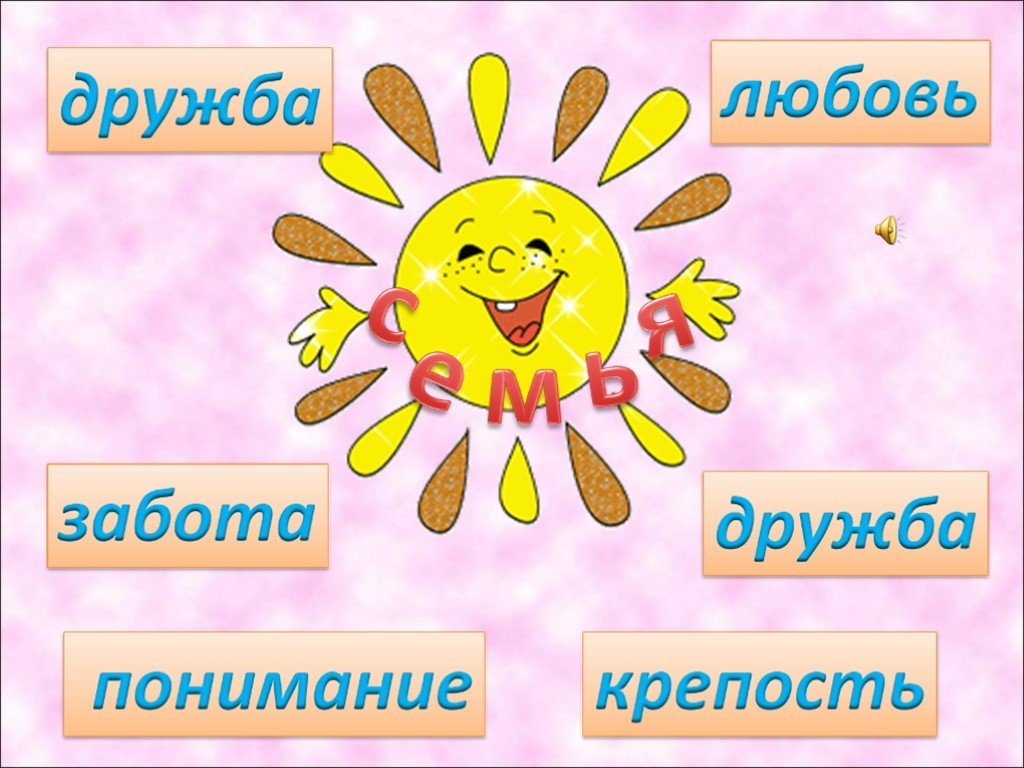 дружба
любовь
семья
забота
дружба
понимание
крепость